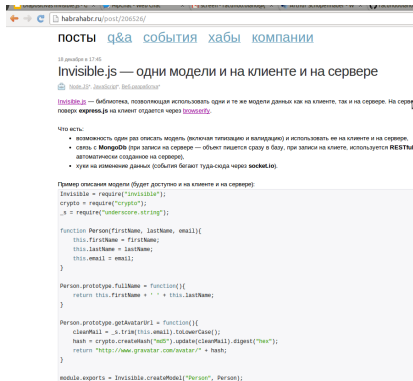 habrahabr.ru/post/206526/
посты q&a события хабы компании
18 декабря в 17:45
Invisible.js — одни модели и на клиенте и на сервере
Node.JS*, JavaScript*, Веб-разработка*
Invisible.js — библиотека, позволяющая использовать одни и те же модели данных как на клиенте, так и на сервере. На серве
поверх express.js на клиент отдается через browserify.
Что есть:
возможность один раз описать модель (включая типизацию и валидацию) и использовать ее на клиенте и на сервере,
связь с MongoDb (при записи на сервере — объект пишется сразу в базу, при записи на клиете, используется RESTful
автоматически созданное на сервере),
хуки на изменение данных (события бегают туда-сюда через socket.io).
Пример описания модели (будет доступно и на клиенте и на сервере):
Invisible = require("invisible");
crypto = require("crypto");
_s = require("underscore.string");
function Person(firstName, lastName, email){
this.firstName = firstName;
this.lastName = lastName;
this.email = email;
}
Person.prototype.fullName = function(){
return this.firstName + ' ' + this.lastName;
}
Person.prototype.getAvatarUrl = function(){
cleanMail = _s.trim(this.email).toLowerCase();
hash = crypto.createHash("md5").update(cleanMail).digest("hex");
return "http://www.gravatar.com/avatar/" + hash;
}
module.exports = Invisible.createModel("Person", Person);